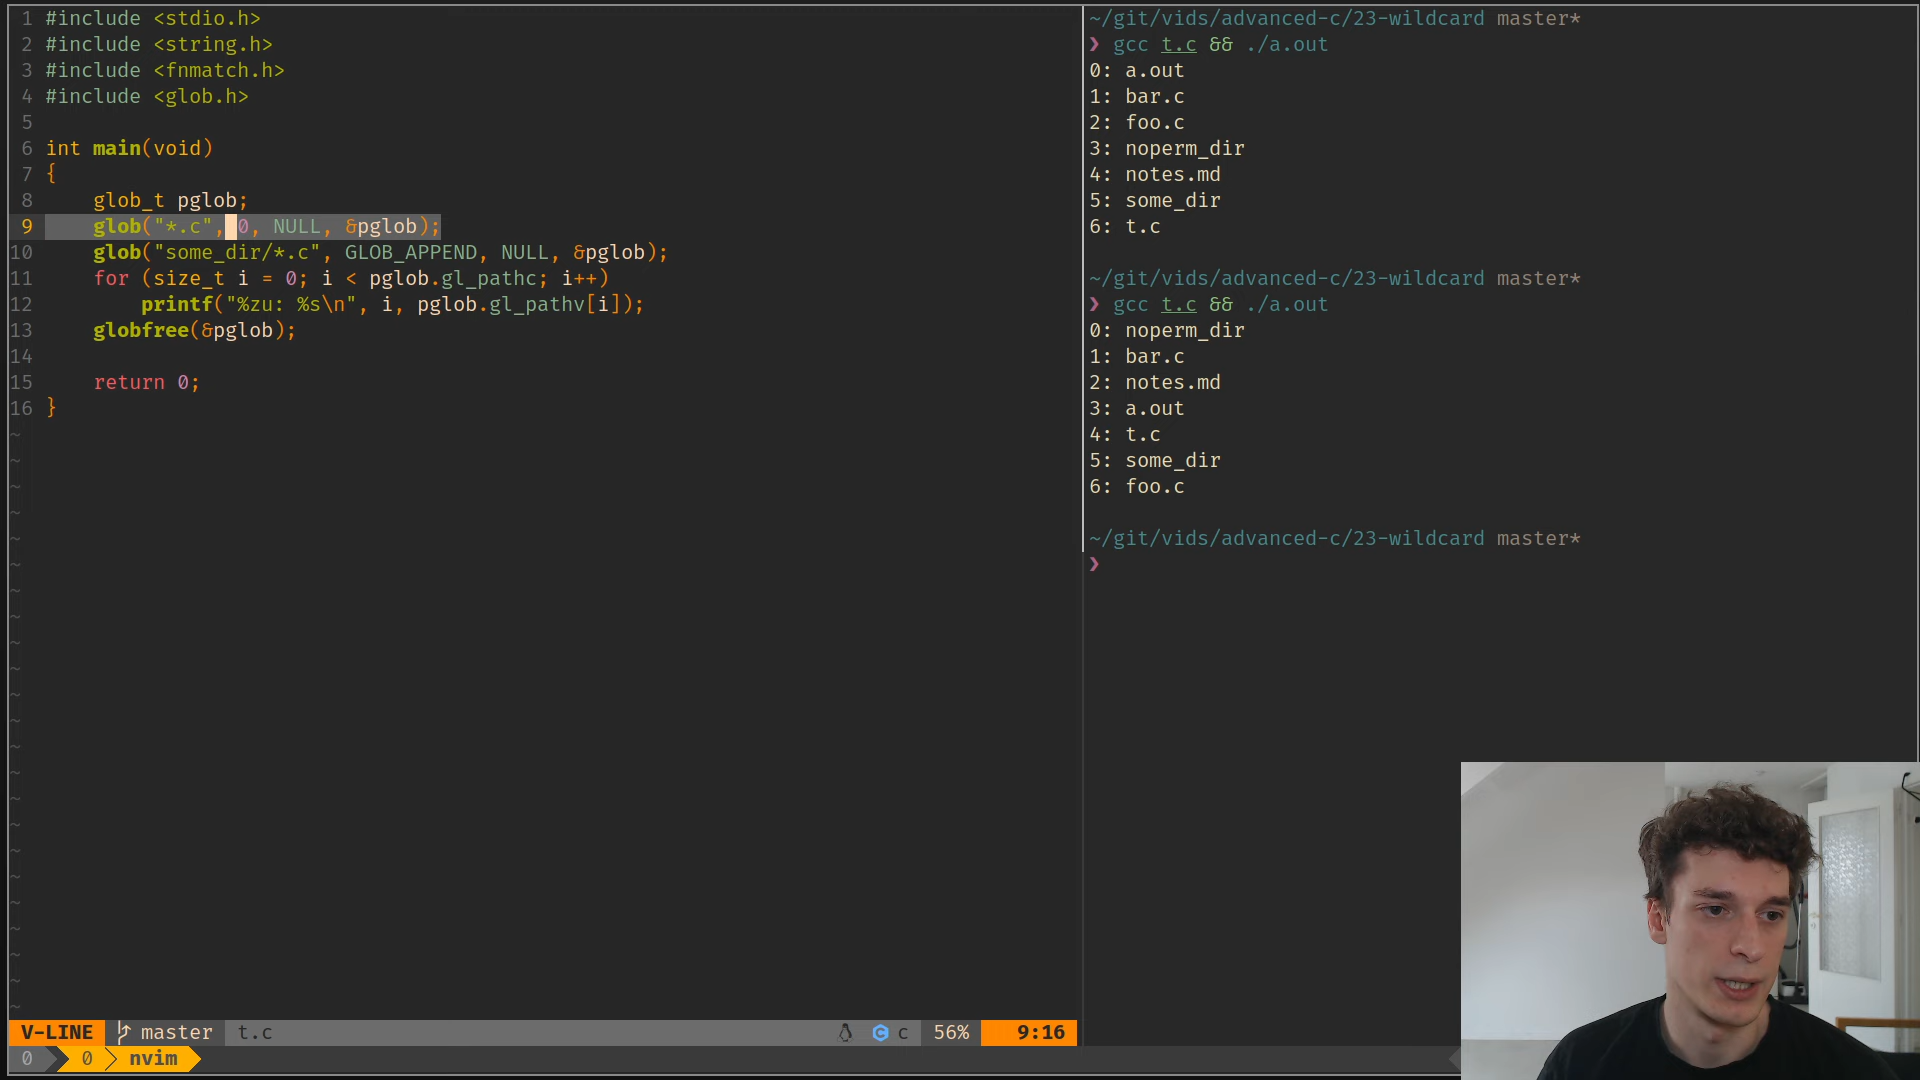 1 #include <stdio.h>
2 #include <string.h>
3 #include <fnmatch.h>
4 #include <glob.h>
5
6 int main(void)
7 {
8     glob_t pglob;
9     glob("*.c", 0, NULL, &pglob);
10     glob("some_dir/*.c", GLOB_APPEND, NULL, &pglob);
11     for (size_t i = 0; i < pglob.gl_pathc; i++)
12         printf("%zu: %s\n", i, pglob.gl_pathv[i]);
13     globfree(&pglob);
14
15     return 0;
16 }
V-LINE master t.c c 56% 9:16
0 0 nvim
~/git/vids/advanced-c/23-wildcard master*
❯ gcc t.c && ./a.out
0: a.out
1: bar.c
2: foo.c
3: noperm_dir
4: notes.md
5: some_dir
6: t.c
~/git/vids/advanced-c/23-wildcard master*
❯ gcc t.c && ./a.out
0: noperm_dir
1: bar.c
2: notes.md
3: a.out
4: t.c
5: some_dir
6: foo.c
~/git/vids/advanced-c/23-wildcard master*
❯